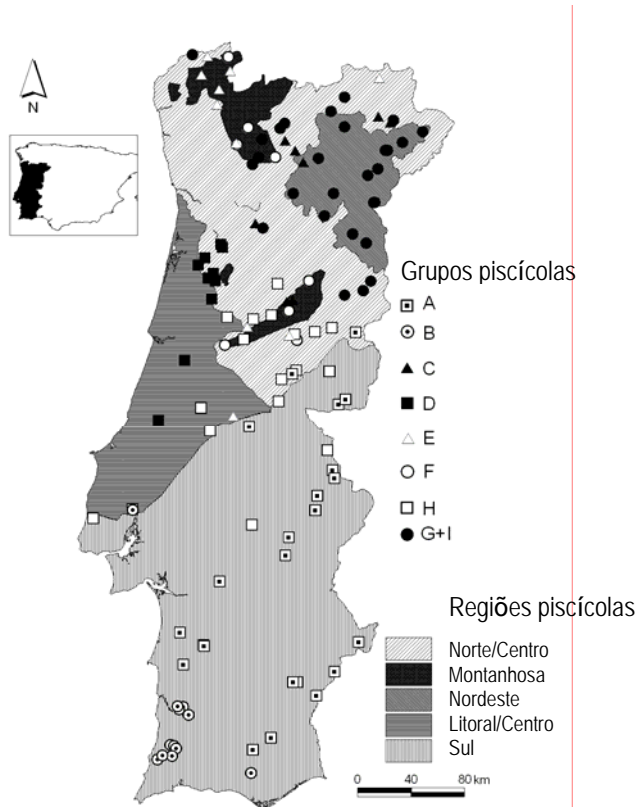 N
Grupos piscícolas
A
B
C
D
E
F
H
G+I
Regiões piscícolas
Norte/Centro
Montanhosa
Nordeste
Litoral/Centro
Sul
0 40 80 km